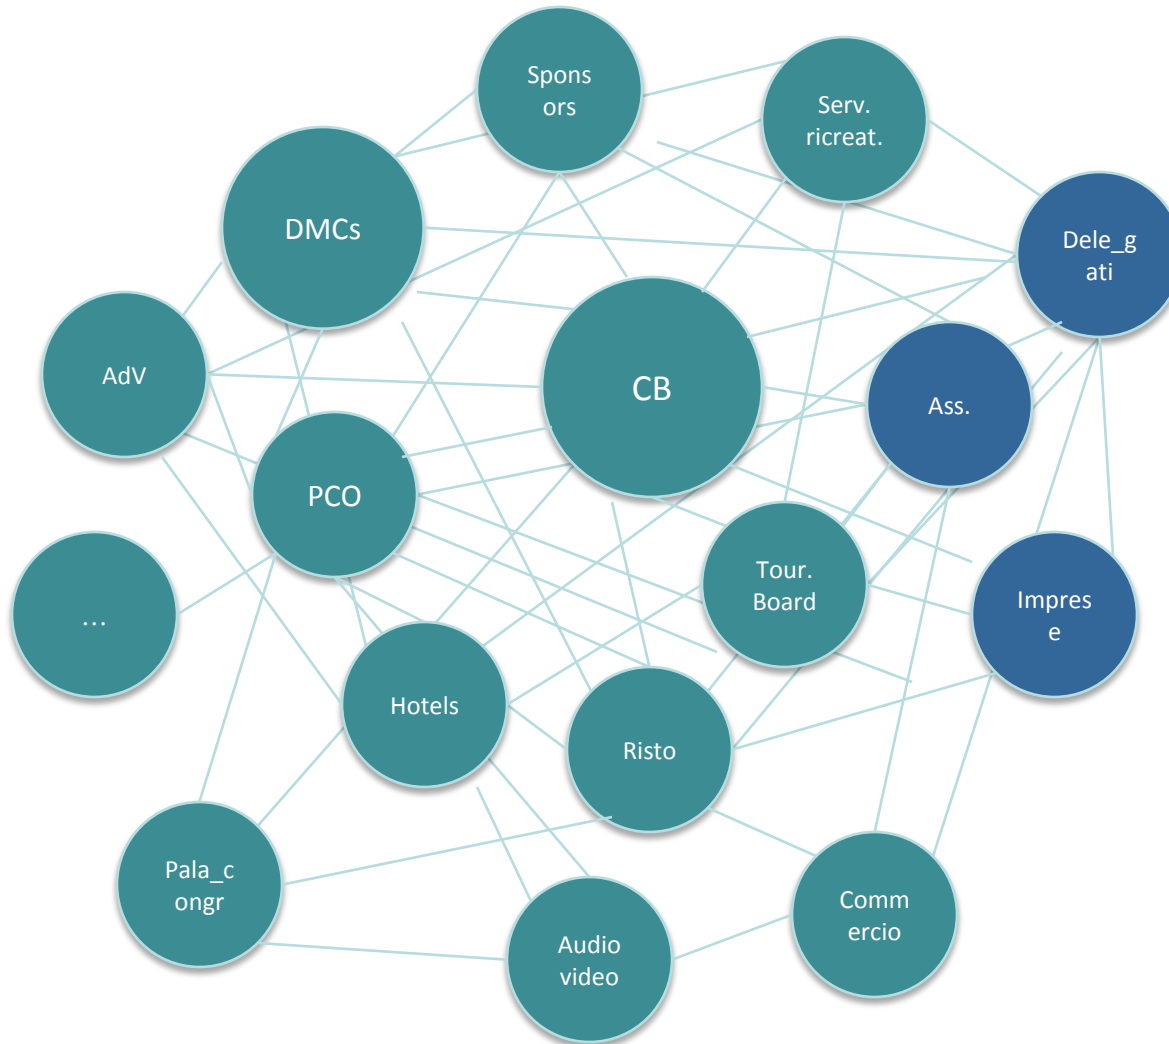 Spons
ors
Serv.
ricreat.
DMCs
Dele_g
ati
AdV
CB
Ass.
PCO
Tour.
Board
...
Impres
e
Hotels
Risto
Pala_c
ongr
Comm
ercio
Audio
video